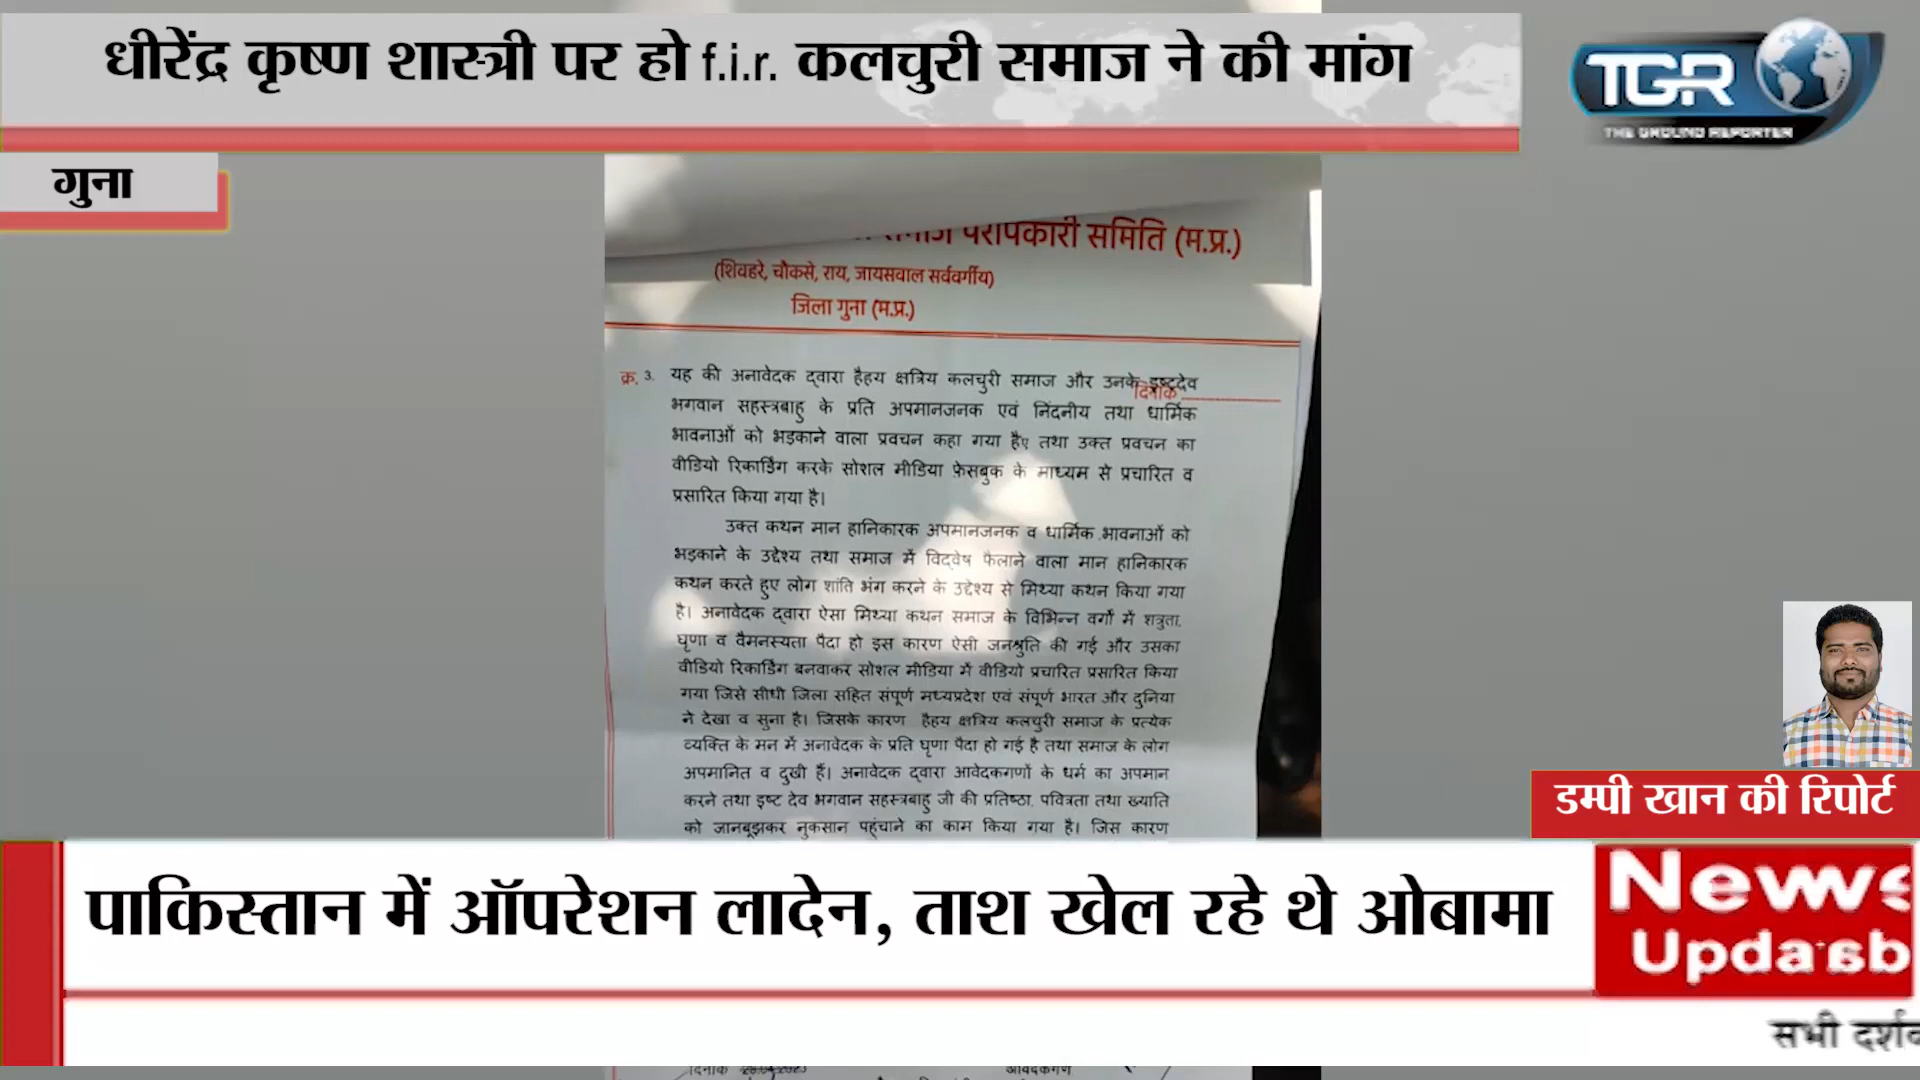 धीरेंद्र कृष्ण शास्त्री पर हो f.i.r. कलचुरी समाज ने की मांग
TGR
THE GROUND REPORTER
गुना
परोपकारी समिति (म.प्र.)
(शिवहरे, चौकसे, राय, जायसवाल सर्ववर्गीय)
जिला गुना (म.प्र.)
क्र. 3. यह की अनावेदक द्वारा हैहय क्षत्रिय कलचुरी समाज और उनके इष्टदेव
दिनांक
भगवान सहस्त्रबाहु के प्रति अपमानजनक एवं निंदनीय तथा धार्मिक
भावनाओं को भड़काने वाला प्रवचन कहा गया हैए तथा उक्त प्रवचन का
वीडियो रिकार्डिंग करके सोशल मीडिया फ़ेसबुक के माध्यम से प्रचारित व
प्रसारित किया गया है।
उक्त कथन मान हानिकारक अपमानजनक व धार्मिक भावनाओं को
भड़काने के उद्देश्य तथा समाज में विद्वेष फैलाने वाला मान हानिकारक
कथन करते हुए लोग शांति भंग करने के उद्देश्य से मिथ्या कथन किया गया
है। अनावेदक द्वारा ऐसा मिथ्या कथन समाज के विभिन्न वर्गों में शत्रुता,
घृणा व वैमनस्यता पैदा हो इस कारण ऐसी जनश्रुति की गई और उसका
वीडियो रिकार्डिंग बनवाकर सोशल मीडिया में वीडियो प्रचारित प्रसारित किया
गया जिसे सीधी जिला सहित संपूर्ण मध्यप्रदेश एवं संपूर्ण भारत और दुनिया
ने देखा व सुना है। जिसके कारण हैहय क्षत्रिय कलचुरी समाज के प्रत्येक
व्यक्ति के मन में अनावेदक के प्रति घृणा पैदा हो गई है तथा समाज के लोग
अपमानित व दुखी हैं। अनावेदक द्वारा आवेदकगणों के धर्म का अपमान
करने तथा इष्ट देव भगवान सहस्त्रबाहु जी की प्रतिष्ठा, पवित्रता तथा ख्याति
को जानबूझकर नुकसान पहुंचाने का काम किया गया है। जिस कारण
डम्पी खान की रिपोर्ट
पाकिस्तान में ऑपरेशन लादेन, ताश खेल रहे थे ओबामा
News
सभी
दिनांक
आवेदकगण